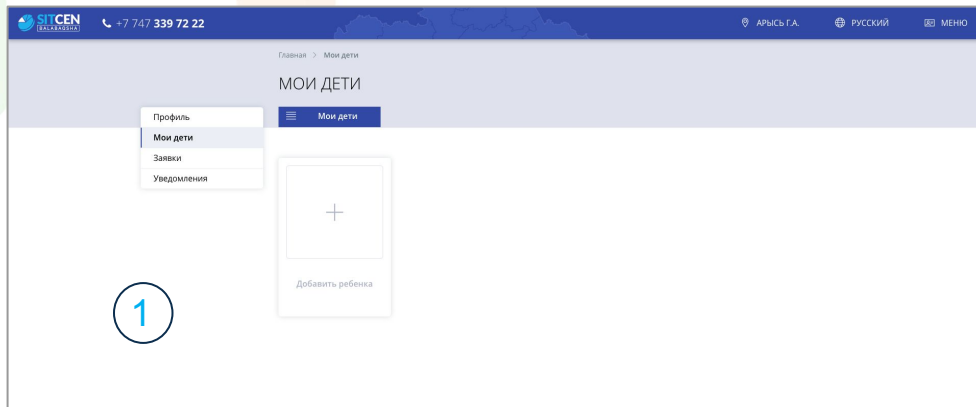 SITCEN
BALABAQSHA
+7 747 339 72 22
АРЫСЬ Г.А.
РУССКИЙ
МЕНЮ
Главная > Мои дети
МОИ ДЕТИ
Мои дети
Профиль
Мои дети
Заявки
Уведомления
Добавить ребенка
1